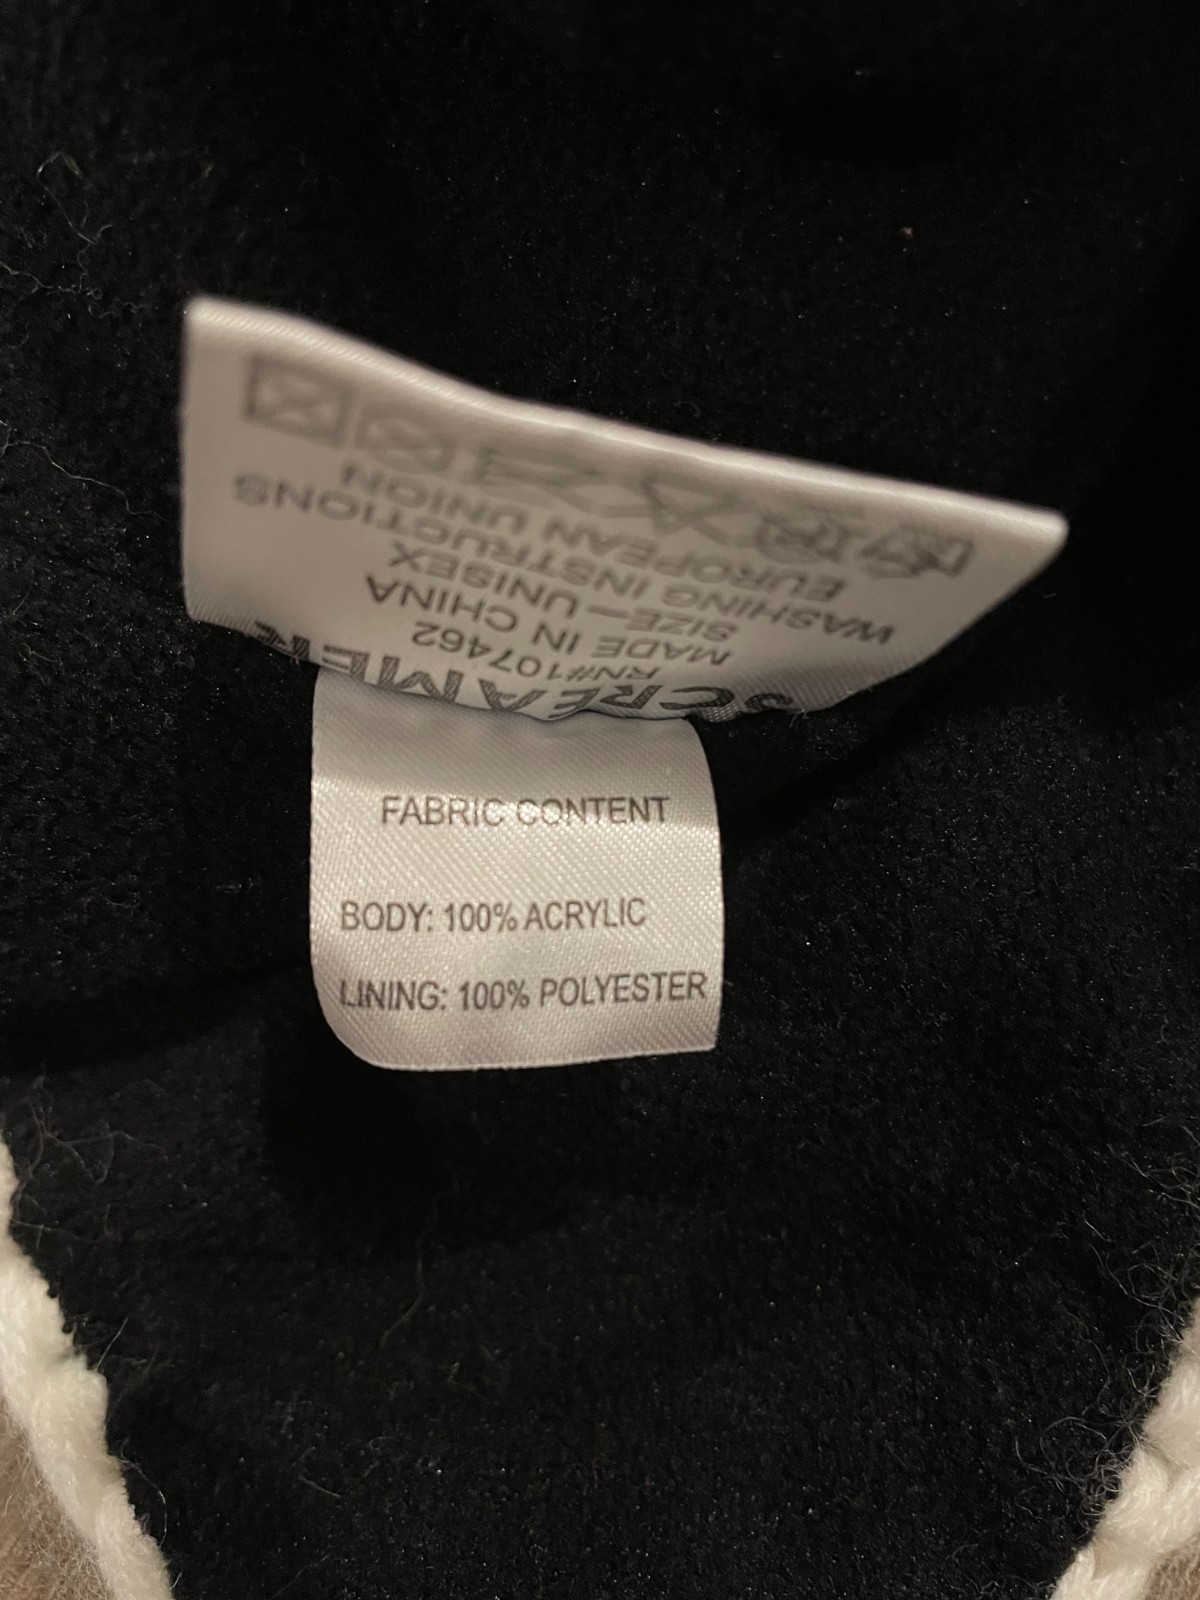 SCREAMER
RN#107462
MADE IN CHINA
SIZE—UNISEX
WASHING INSTRUCTIONS
EUROPEAN UNION
FABRIC CONTENT
BODY: 100% ACRYLIC
LINING: 100% POLYESTER